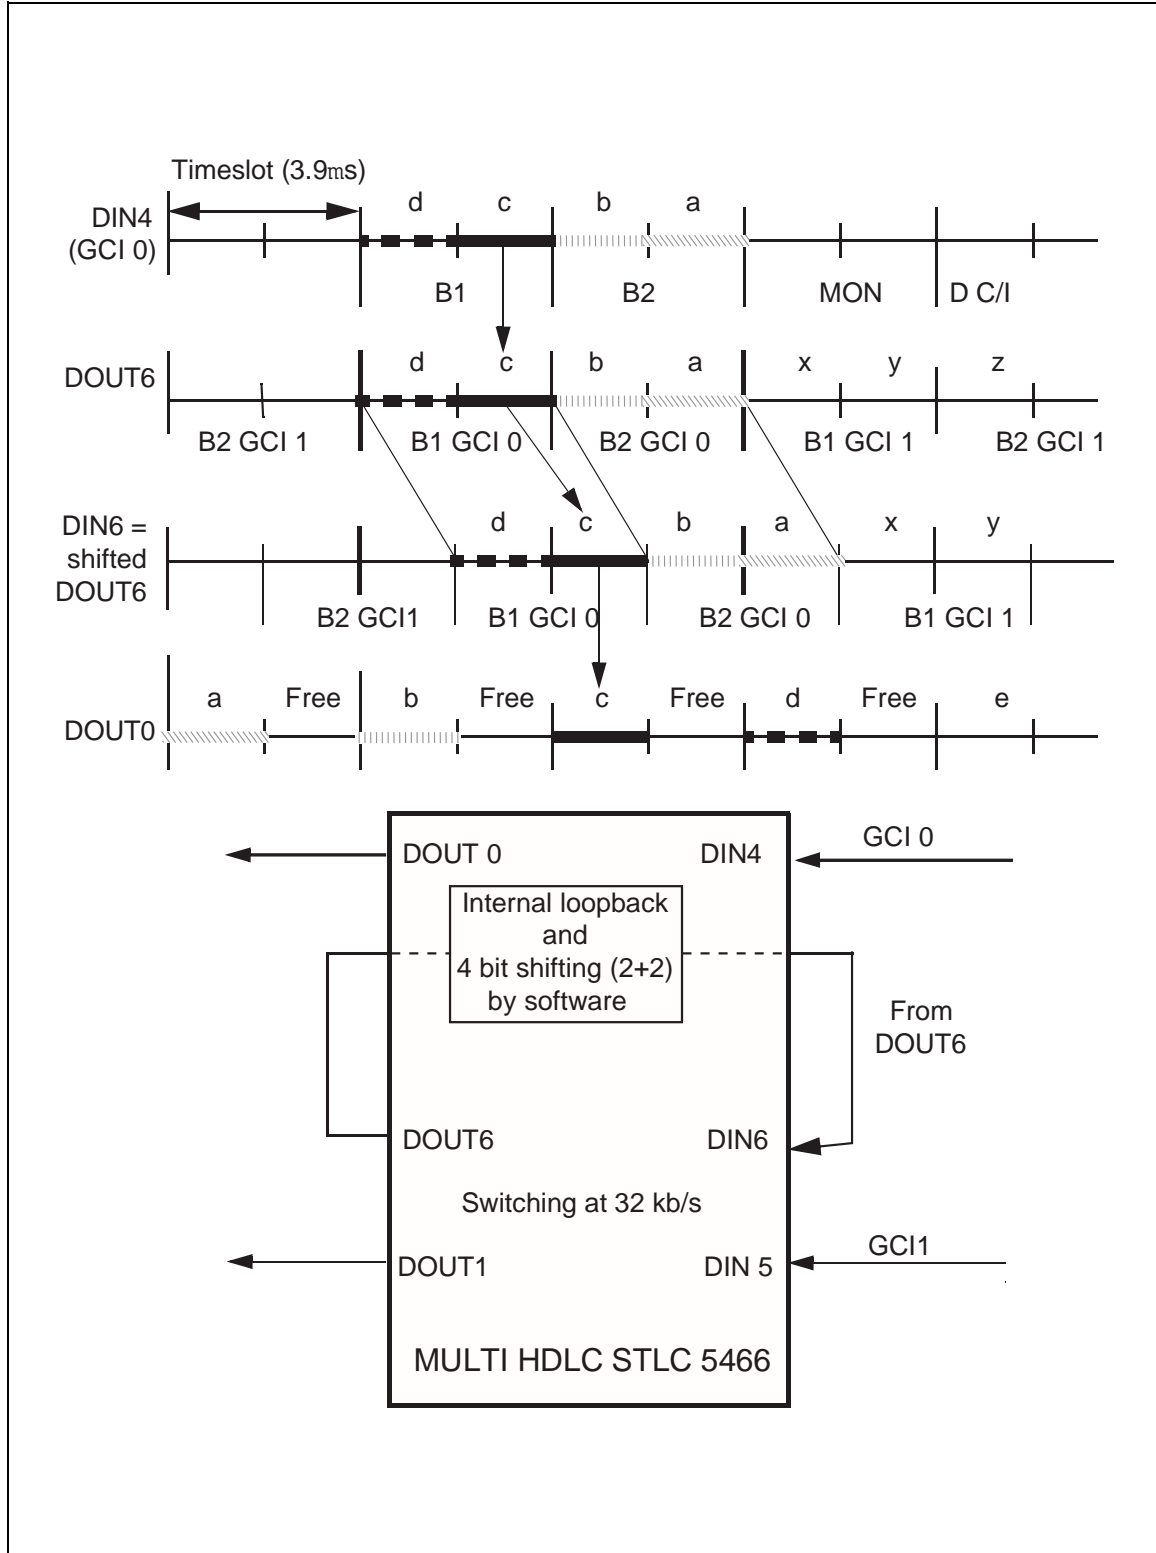 Timeslot (3.9ms)
DIN4
(GCI 0)
d c b a
B1 B2 MON D C/I
DOUT6
d c b a x y z
B2 GCI 1 B1 GCI 0 B2 GCI 0 B1 GCI 1 B2 GCI 1
DIN6 =
shifted
DOUT6
d c b a x y
B2 GCI1 B1 GCI 0 B2 GCI 0 B1 GCI 1
DOUT0
a Free b Free c Free d Free e
DOUT 0 DIN4 GCI 0
Internal loopback
and
4 bit shifting (2+2)
by software
From
DOUT6
DOUT6 DIN6
Switching at 32 kb/s
DOUT1 DIN 5 GCI1
MULTI HDLC STLC 5466